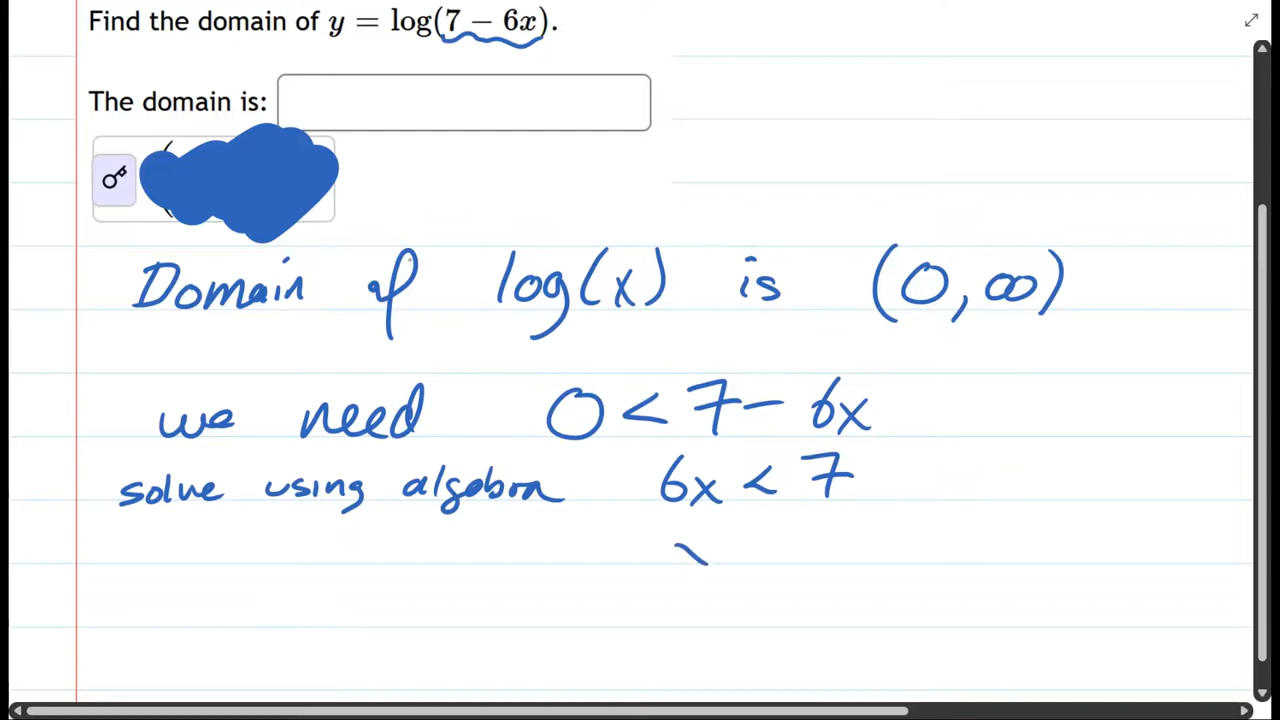 Find the domain of y = log(7 − 6x).
The domain is:
Domain of log(x) is (0, ∞)
we need 0 < 7 − 6x
solve using algebra 6x < 7